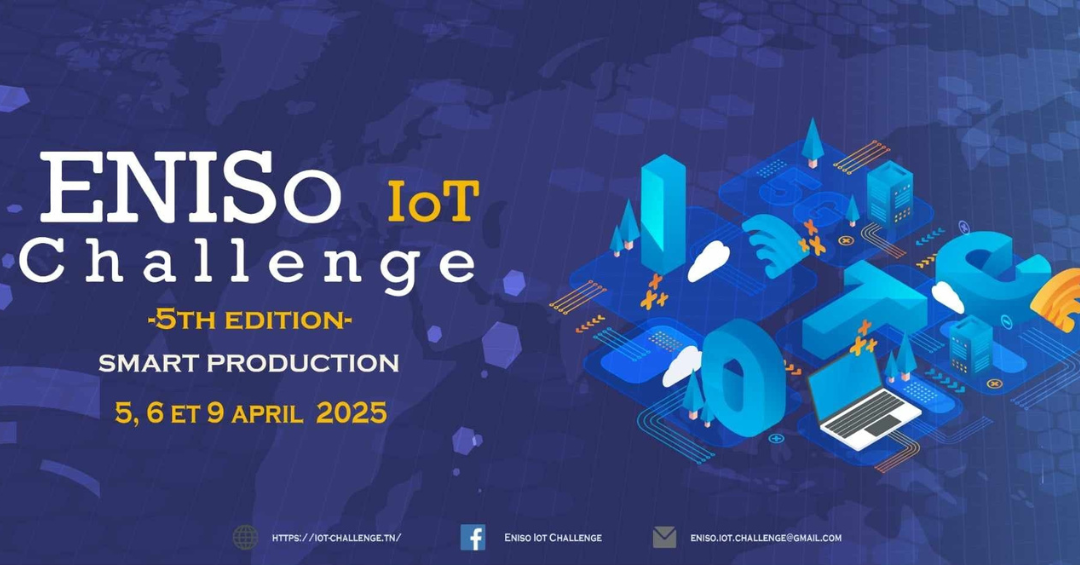 ENISo IoT
Challenge
-5TH EDITION-
SMART PRODUCTION
5, 6 ET 9 APRIL 2025
5G
I
O
T
HTTPS://IOT-CHALLENGE.TN/
ENISO IOT CHALLENGE
ENISO.IOT.CHALLENGE@GMAIL.COM